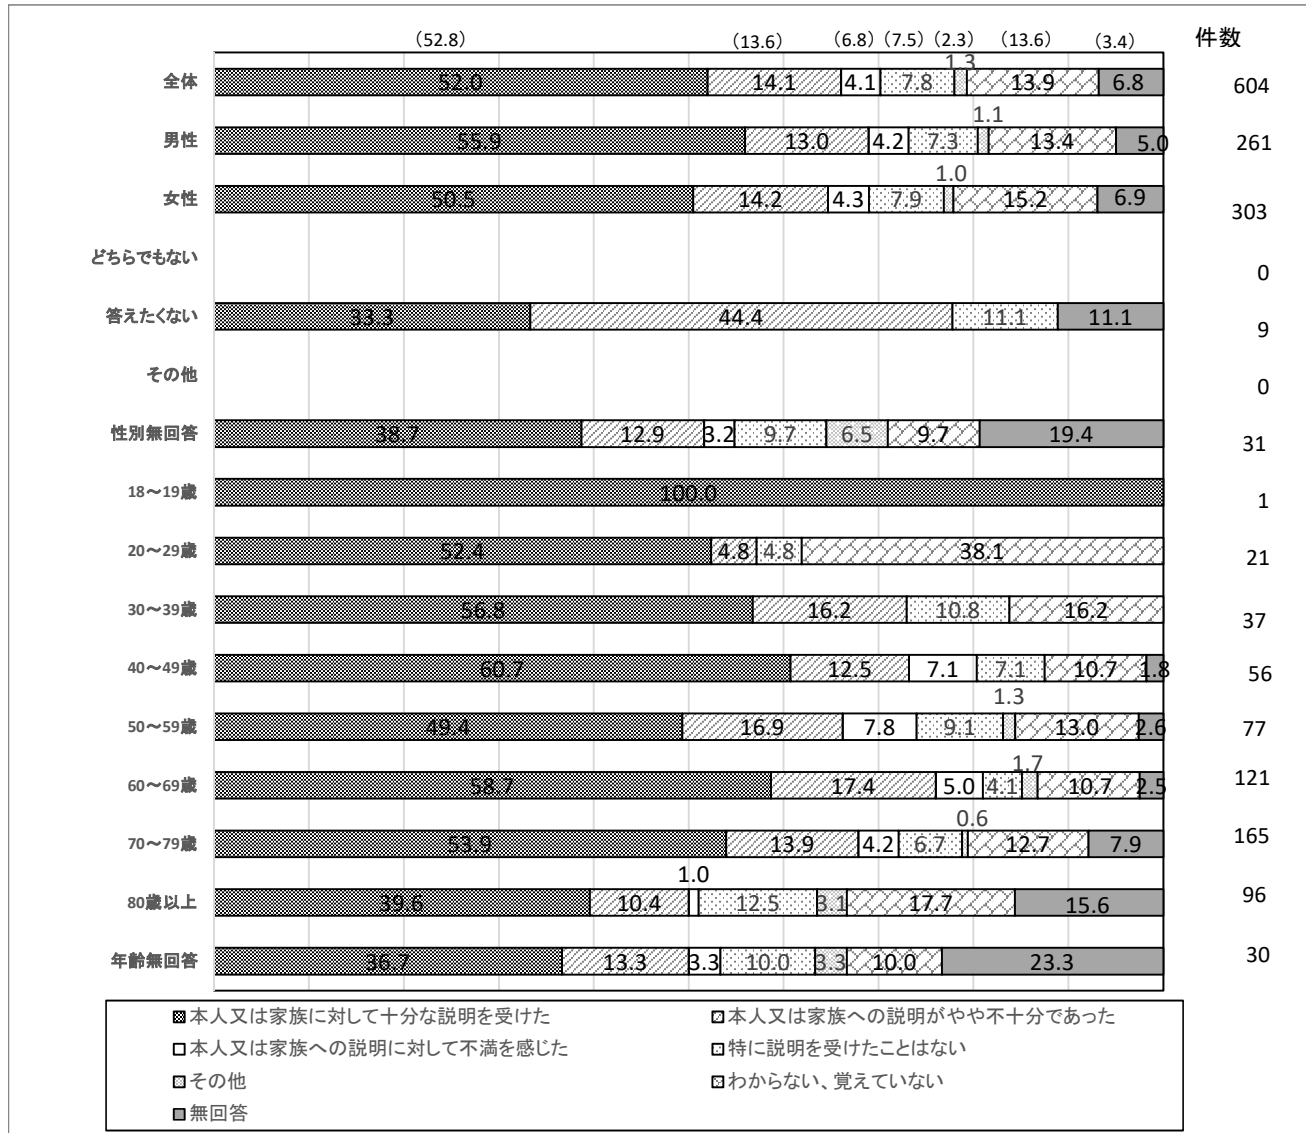 (52.8) (13.6) (6.8) (7.5) (2.3) (13.6) (3.4) 件数
全体 52.0 14.1 4.1 7.8 1.3 13.9 6.8 604
男性 55.9 13.0 4.2 7.3 1.1 13.4 5.0 261
女性 50.5 14.2 4.3 7.9 1.0 15.2 6.9 303
どちらでもない 0
答えたくない 33.3 44.4 11.1 11.1 9
その他 0
性別無回答 38.7 12.9 3.2 9.7 6.5 9.7 19.4 31
18～19歳 100.0 1
20～29歳 52.4 4.8 4.8 38.1 21
30～39歳 56.8 16.2 10.8 16.2 37
40～49歳 60.7 12.5 7.1 7.1 10.7 1.8 56
50～59歳 49.4 16.9 7.8 9.1 1.3 13.0 2.6 77
60～69歳 58.7 17.4 5.0 4.1 1.7 10.7 2.5 121
70～79歳 53.9 13.9 4.2 6.7 0.6 12.7 7.9 165
80歳以上 39.6 10.4 1.0 12.5 3.1 17.7 15.6 96
年齢無回答 36.7 13.3 3.3 10.0 3.3 10.0 23.3 30
本人又は家族に対して十分な説明を受けた 本人又は家族への説明がやや不十分であった
本人又は家族への説明に対して不満を感じた 特に説明を受けたことはない
その他 わからない、覚えていない
無回答